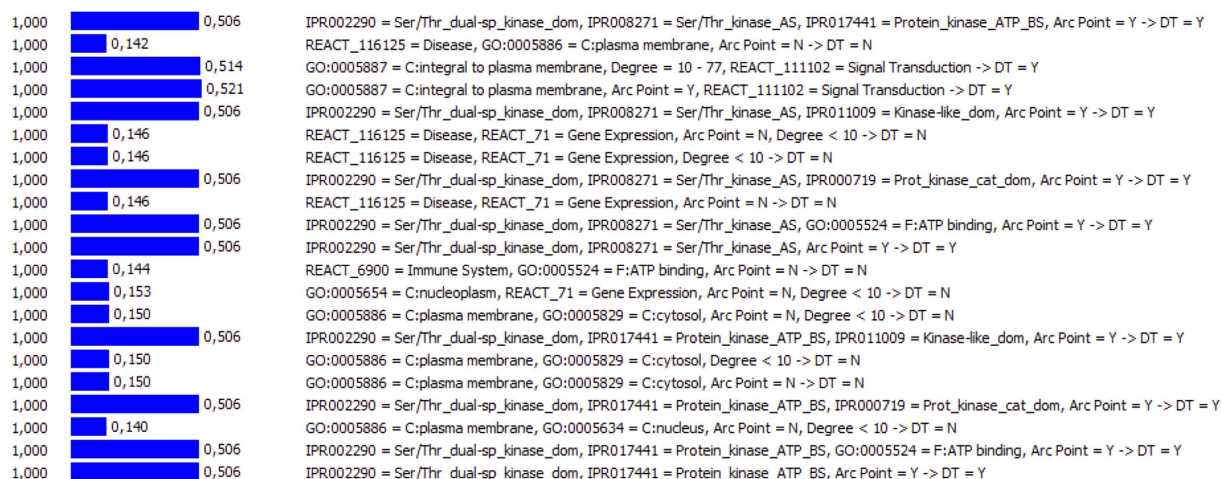 1,000 0,506 IPR002290 = Ser/Thr_dual-sp_kinase_dom, IPR008271 = Ser/Thr_kinase_AS, IPR017441 = Protein_kinase_ATP_BS, Arc Point = Y -> DT = Y
1,000 0,142 REACT_116125 = Disease, GO:0005886 = C:plasma membrane, Arc Point = N -> DT = N
1,000 0,514 GO:0005887 = C:integral to plasma membrane, Degree = 10 - 77, REACT_111102 = Signal Transduction -> DT = Y
1,000 0,521 GO:0005887 = C:integral to plasma membrane, Arc Point = Y, REACT_111102 = Signal Transduction -> DT = Y
1,000 0,506 IPR002290 = Ser/Thr_dual-sp_kinase_dom, IPR008271 = Ser/Thr_kinase_AS, IPR011009 = Kinase-like_dom, Arc Point = Y -> DT = Y
1,000 0,146 REACT_116125 = Disease, REACT_71 = Gene Expression, Arc Point = N, Degree < 10 -> DT = N
1,000 0,146 REACT_116125 = Disease, REACT_71 = Gene Expression, Degree < 10 -> DT = N
1,000 0,506 IPR002290 = Ser/Thr_dual-sp_kinase_dom, IPR008271 = Ser/Thr_kinase_AS, IPR000719 = Prot_kinase_cat_dom, Arc Point = Y -> DT = Y
1,000 0,146 REACT_116125 = Disease, REACT_71 = Gene Expression, Arc Point = N -> DT = N
1,000 0,506 IPR002290 = Ser/Thr_dual-sp_kinase_dom, IPR008271 = Ser/Thr_kinase_AS, GO:0005524 = F:ATP binding, Arc Point = Y -> DT = Y
1,000 0,506 IPR002290 = Ser/Thr_dual-sp_kinase_dom, IPR008271 = Ser/Thr_kinase_AS, Arc Point = Y -> DT = Y
1,000 0,144 REACT_6900 = Immune System, GO:0005524 = F:ATP binding, Arc Point = N -> DT = N
1,000 0,153 GO:0005654 = C:nucleoplasm, REACT_71 = Gene Expression, Arc Point = N, Degree < 10 -> DT = N
1,000 0,150 GO:0005886 = C:plasma membrane, GO:0005829 = C:cytosol, Arc Point = N, Degree < 10 -> DT = N
1,000 0,506 IPR002290 = Ser/Thr_dual-sp_kinase_dom, IPR017441 = Protein_kinase_ATP_BS, IPR011009 = Kinase-like_dom, Arc Point = Y -> DT = Y
1,000 0,150 GO:0005886 = C:plasma membrane, GO:0005829 = C:cytosol, Degree < 10 -> DT = N
1,000 0,150 GO:0005886 = C:plasma membrane, GO:0005829 = C:cytosol, Arc Point = N -> DT = N
1,000 0,506 IPR002290 = Ser/Thr_dual-sp_kinase_dom, IPR017441 = Protein_kinase_ATP_BS, IPR000719 = Prot_kinase_cat_dom, Arc Point = Y -> DT = Y
1,000 0,140 GO:0005886 = C:plasma membrane, GO:0005634 = C:nucleus, Arc Point = N, Degree < 10 -> DT = N
1,000 0,506 IPR002290 = Ser/Thr_dual-sp_kinase_dom, IPR017441 = Protein_kinase_ATP_BS, GO:0005524 = F:ATP binding, Arc Point = Y -> DT = Y
1,000 0,506 IPR002290 = Ser/Thr_dual-sp_kinase_dom, IPR017441 = Protein_kinase_ATP_BS, Arc Point = Y -> DT = Y